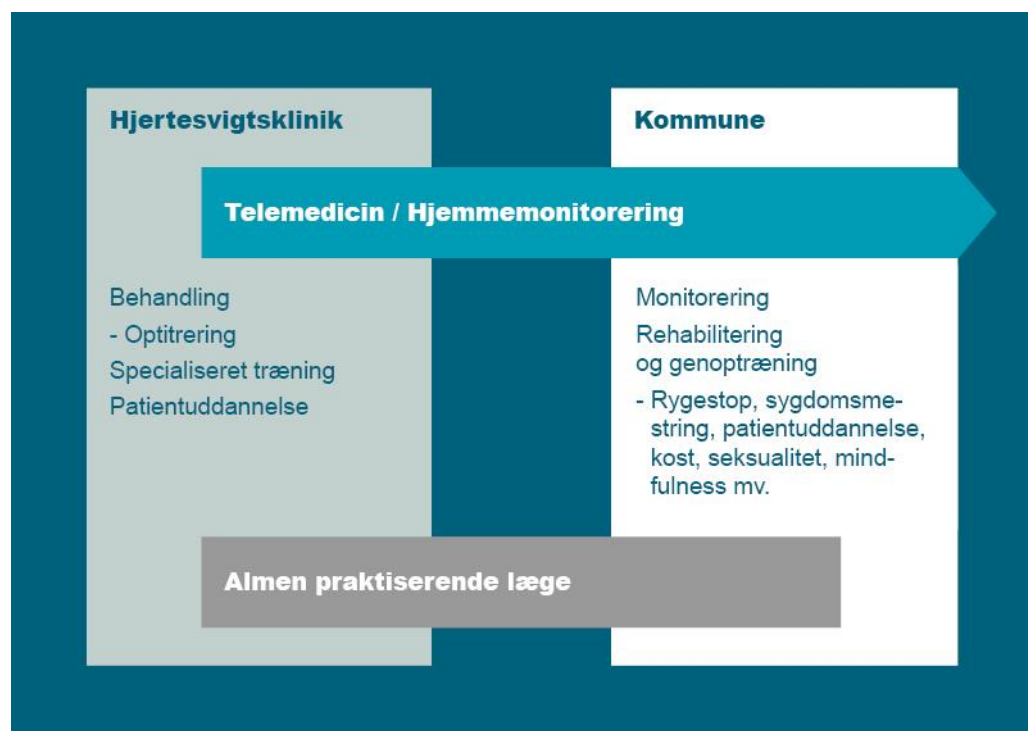 Hjertesvigtsklinik
Kommune
Telemedicin / Hjemmemonitorering
Behandling
- Optitrering
Specialiseret træning
Patientuddannelse
Monitorering
Rehabilitering
og genoptræning
- Rygestop, sygdomsme-
string, patientuddannelse,
kost, seksualitet, mind-
fulness mv.
Almen praktiserende læge